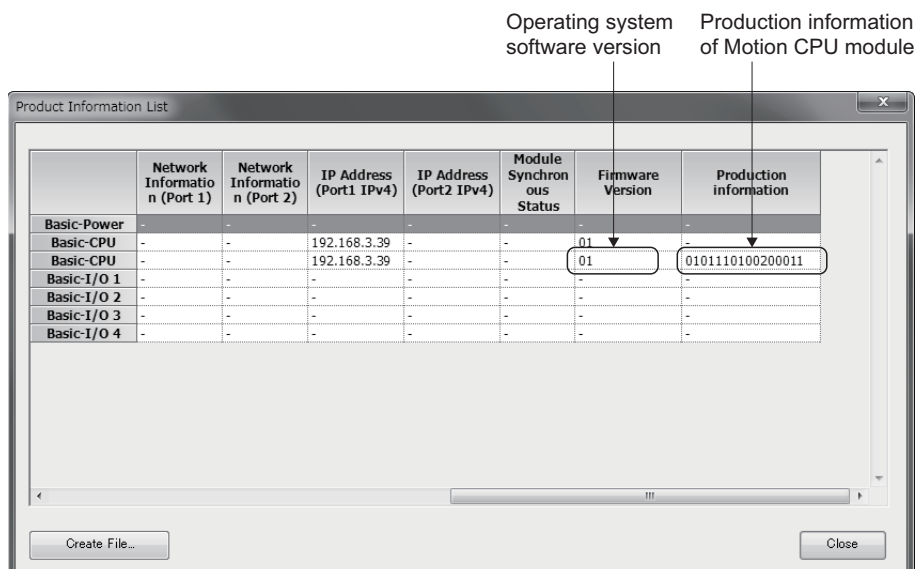 Operating system software version
Production information of Motion CPU module
Product Information List
x
Network Informatio n (Port 1) Network Informatio n (Port 2) IP Address (Port1 IPv4) IP Address (Port2 IPv4) Module Synchron ous Status Firmware Version Production information
Basic-Power - - - - - - -
Basic-CPU - - 192.168.3.39 - - 01 -
Basic-CPU - - 192.168.3.39 - - 01 0101110100200011
Basic-I/O 1 - - - - - - -
Basic-I/O 2 - - - - - - -
Basic-I/O 3 - - - - - - -
Basic-I/O 4 - - - - - - -
Create File...
Close